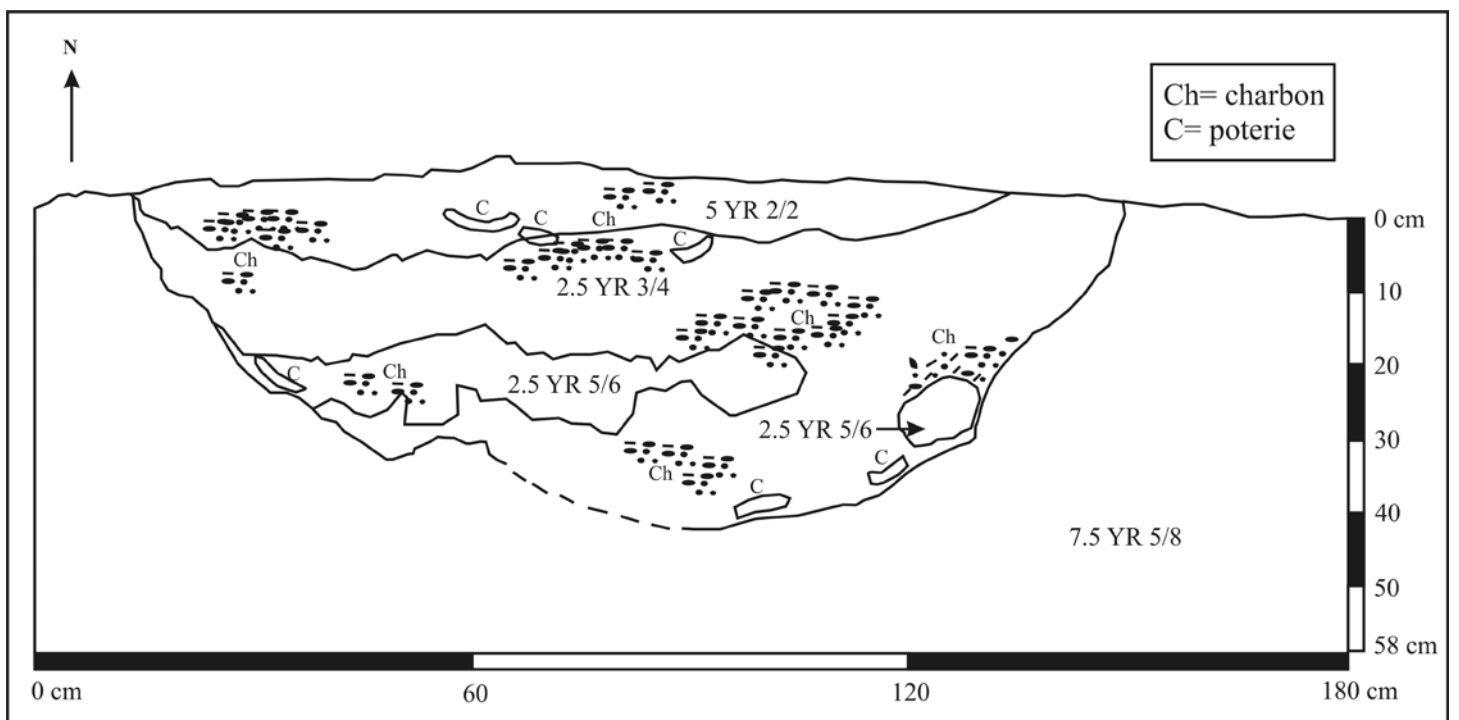 N
Ch= charbon
C= poterie
C
C
Ch
5 YR 2/2
C
Ch
2.5 YR 3/4
Ch
Ch
C
Ch
2.5 YR 5/6
2.5 YR 5/6
C
Ch
C
7.5 YR 5/8
0 cm
10
20
30
40
50
58 cm
0 cm
60
120
180 cm